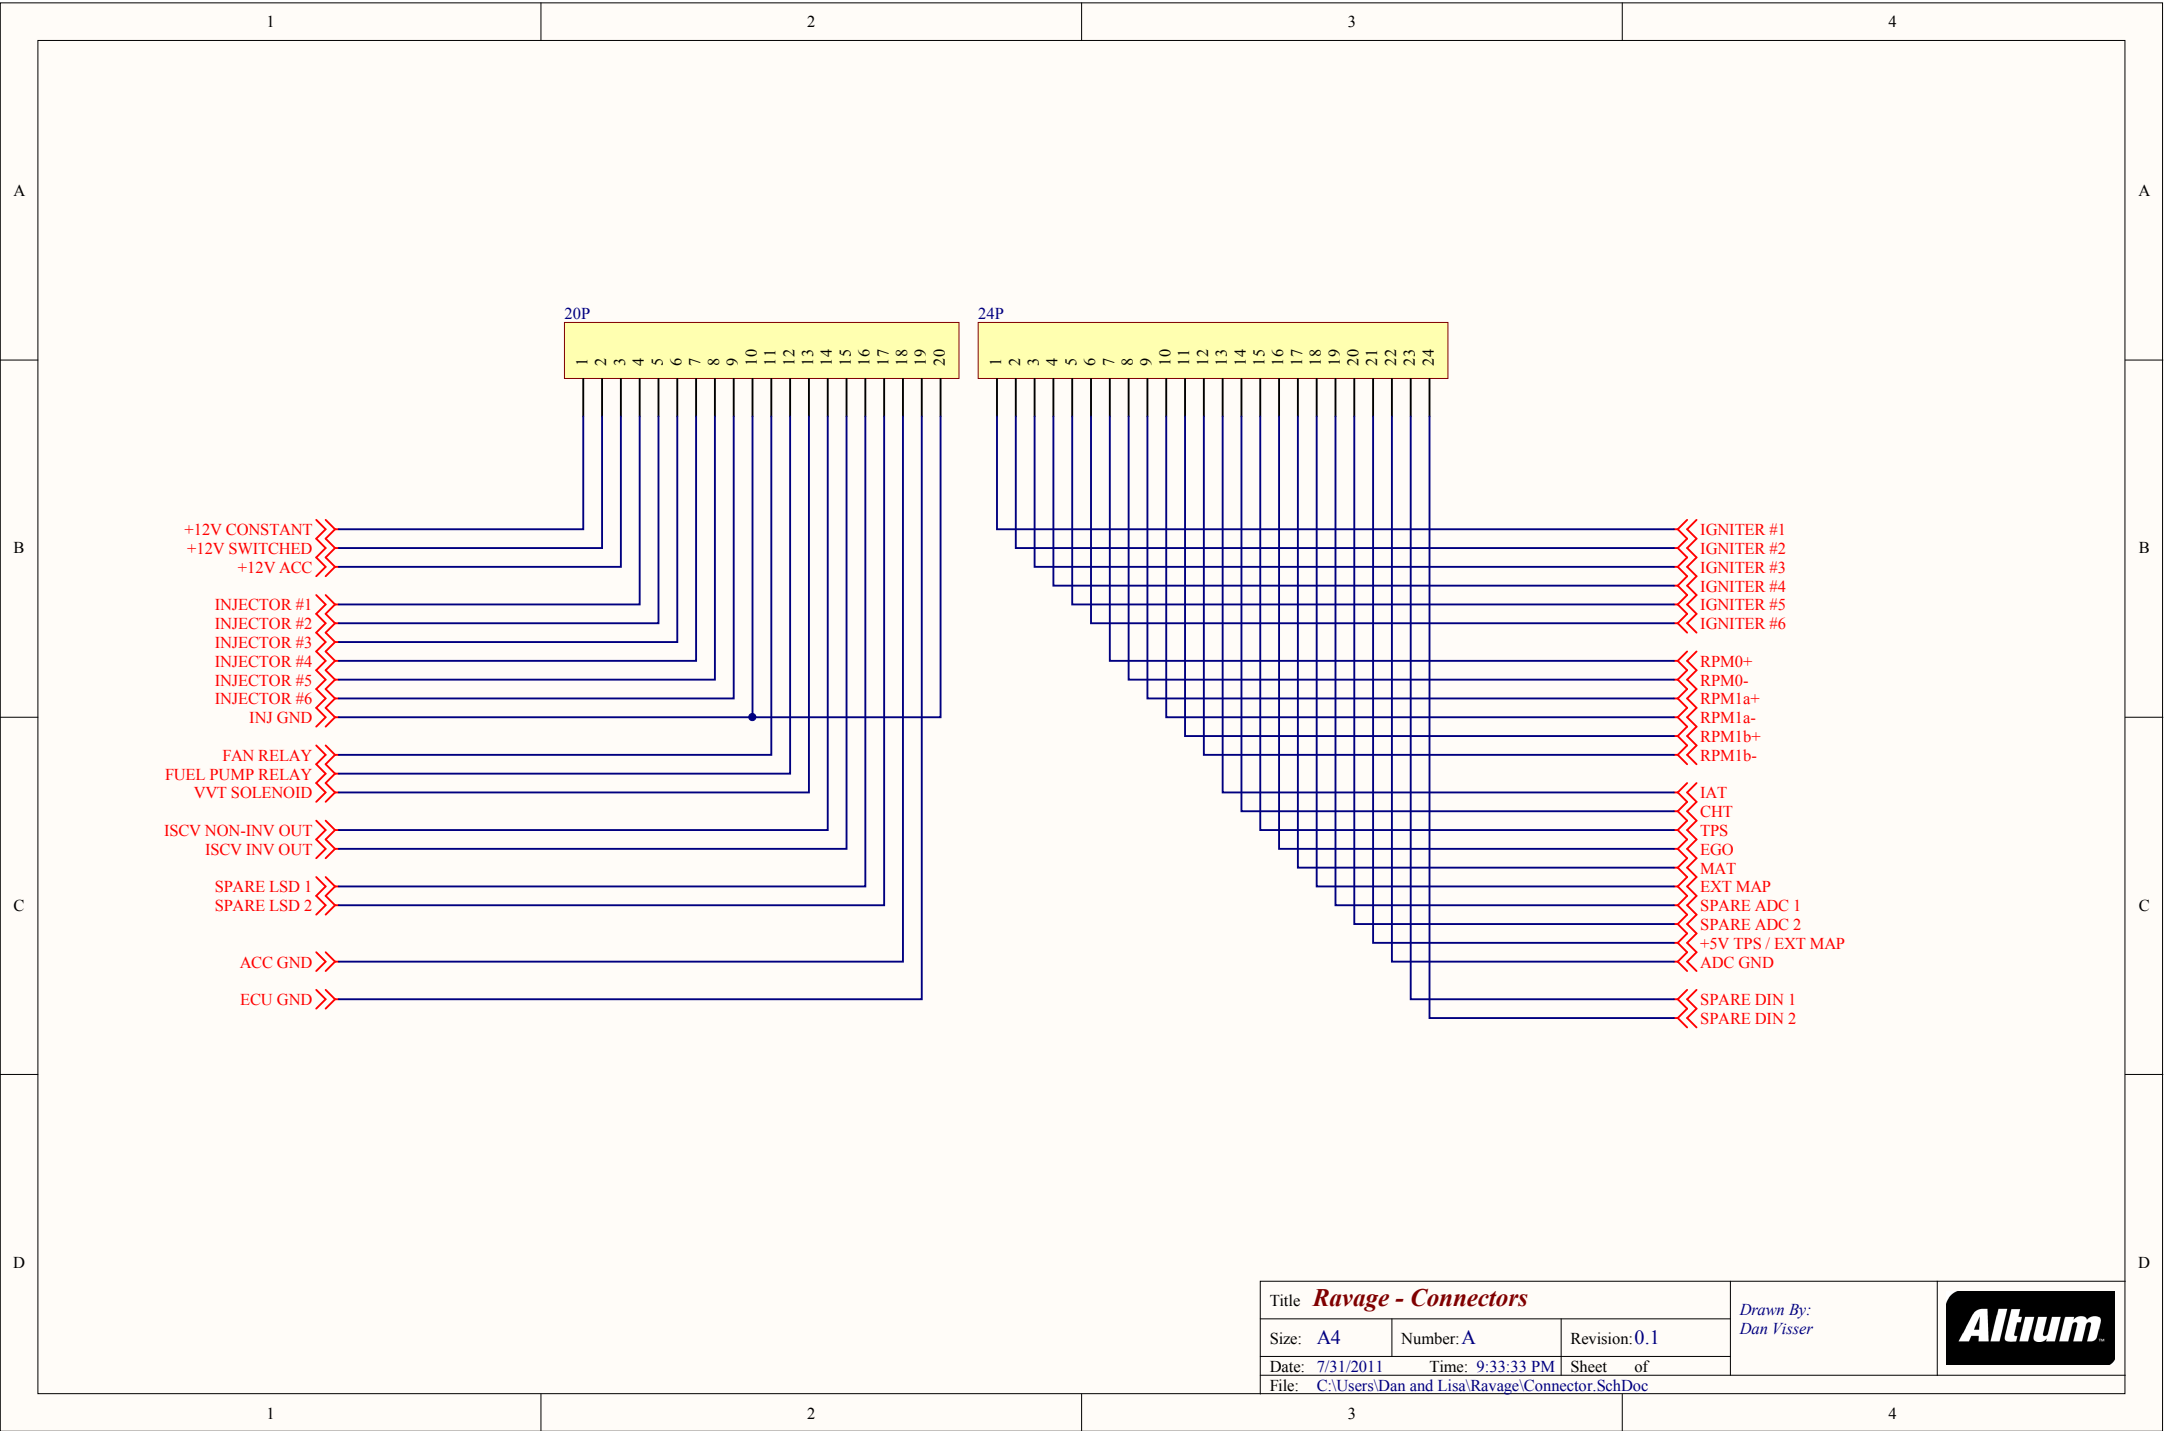 1 2 3 4
A A
20P 24P
1 2 3 4 5 6 7 8 9 10 11 12 13 14 15 16 17 18 19 20
1 2 3 4 5 6 7 8 9 10 11 12 13 14 15 16 17 18 19 20 21 22 23 24
B B
+12V CONSTANT
+12V SWITCHED
+12V ACC
INJECTOR #1
INJECTOR #2
INJECTOR #3
INJECTOR #4
INJECTOR #5
INJECTOR #6
INJ GND
FAN RELAY
FUEL PUMP RELAY
VVT SOLENOID
ISCV NON-INV OUT
ISCV INV OUT
SPARE LSD 1
SPARE LSD 2
ACC GND
ECU GND
IGNITER #1
IGNITER #2
IGNITER #3
IGNITER #4
IGNITER #5
IGNITER #6
RPM0+
RPM0-
RPM1a+
RPM1a-
RPM1b+
RPM1b-
IAT
CHT
TPS
EGO
MAT
EXT MAP
SPARE ADC 1
SPARE ADC 2
+5V TPS / EXT MAP
ADC GND
SPARE DIN 1
SPARE DIN 2
C C
D D
Title Ravage - Connectors
Size: A4 Number: A Revision: 0.1
Date: 7/31/2011 Time: 9:33:33 PM Sheet of
File: C:\Users\Dan and Lisa\Ravage\Connector.SchDoc
Drawn By:
Dan Visser
Altium
1 2 3 4